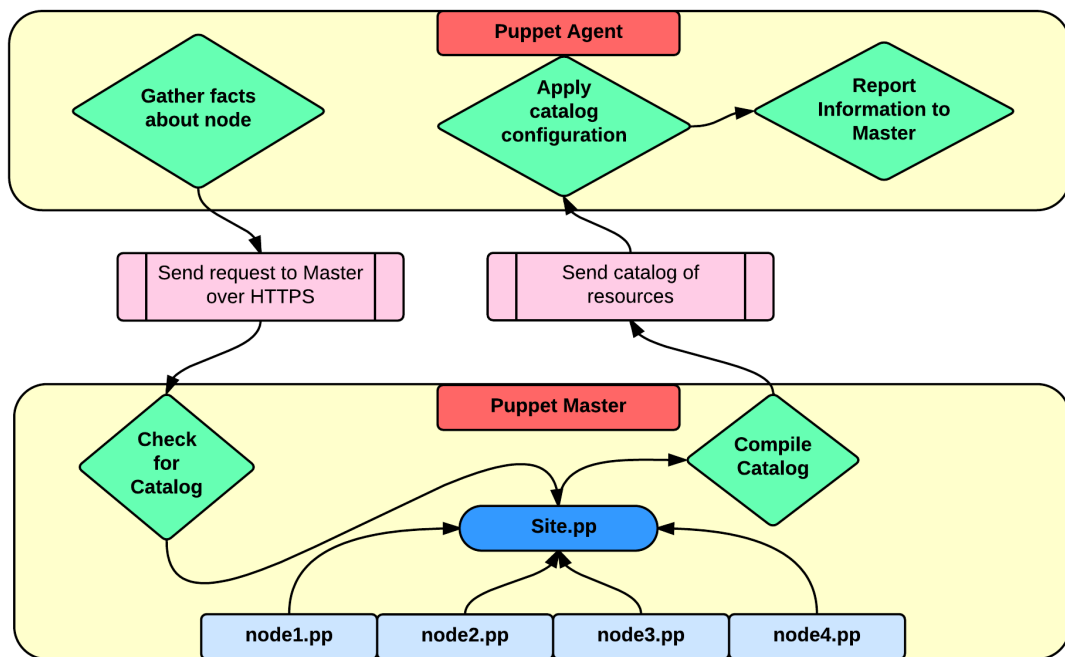 Puppet Agent
Gather facts
about node
Apply
catalog
configuration
Report
Information to
Master
Send request to Master
over HTTPS
Send catalog of
resources
Puppet Master
Check
for
Catalog
Compile
Catalog
Site.pp
node1.pp
node2.pp
node3.pp
node4.pp